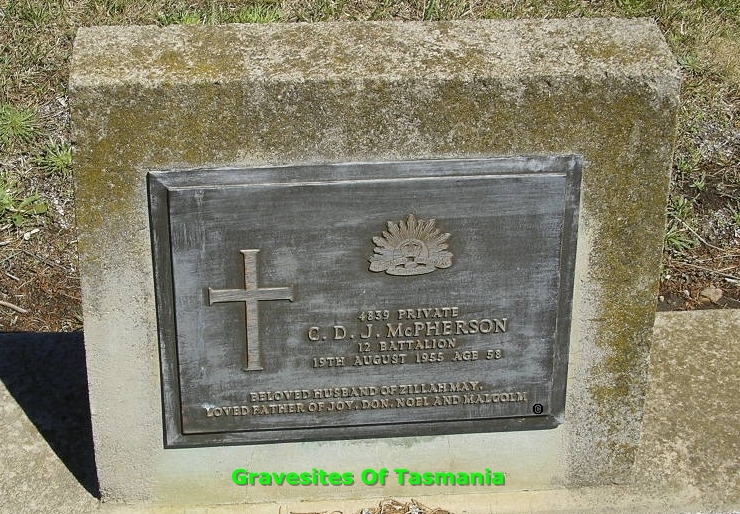 4839 PRIVATE
C. D. J. McPHERSON
12 BATTALION
19TH AUGUST 1955 AGE 58
BELOVED HUSBAND OF ZILLAH MAY.
LOVED FATHER OF JOY, DON, NOEL AND MALCOLM
Gravesites Of Tasmania